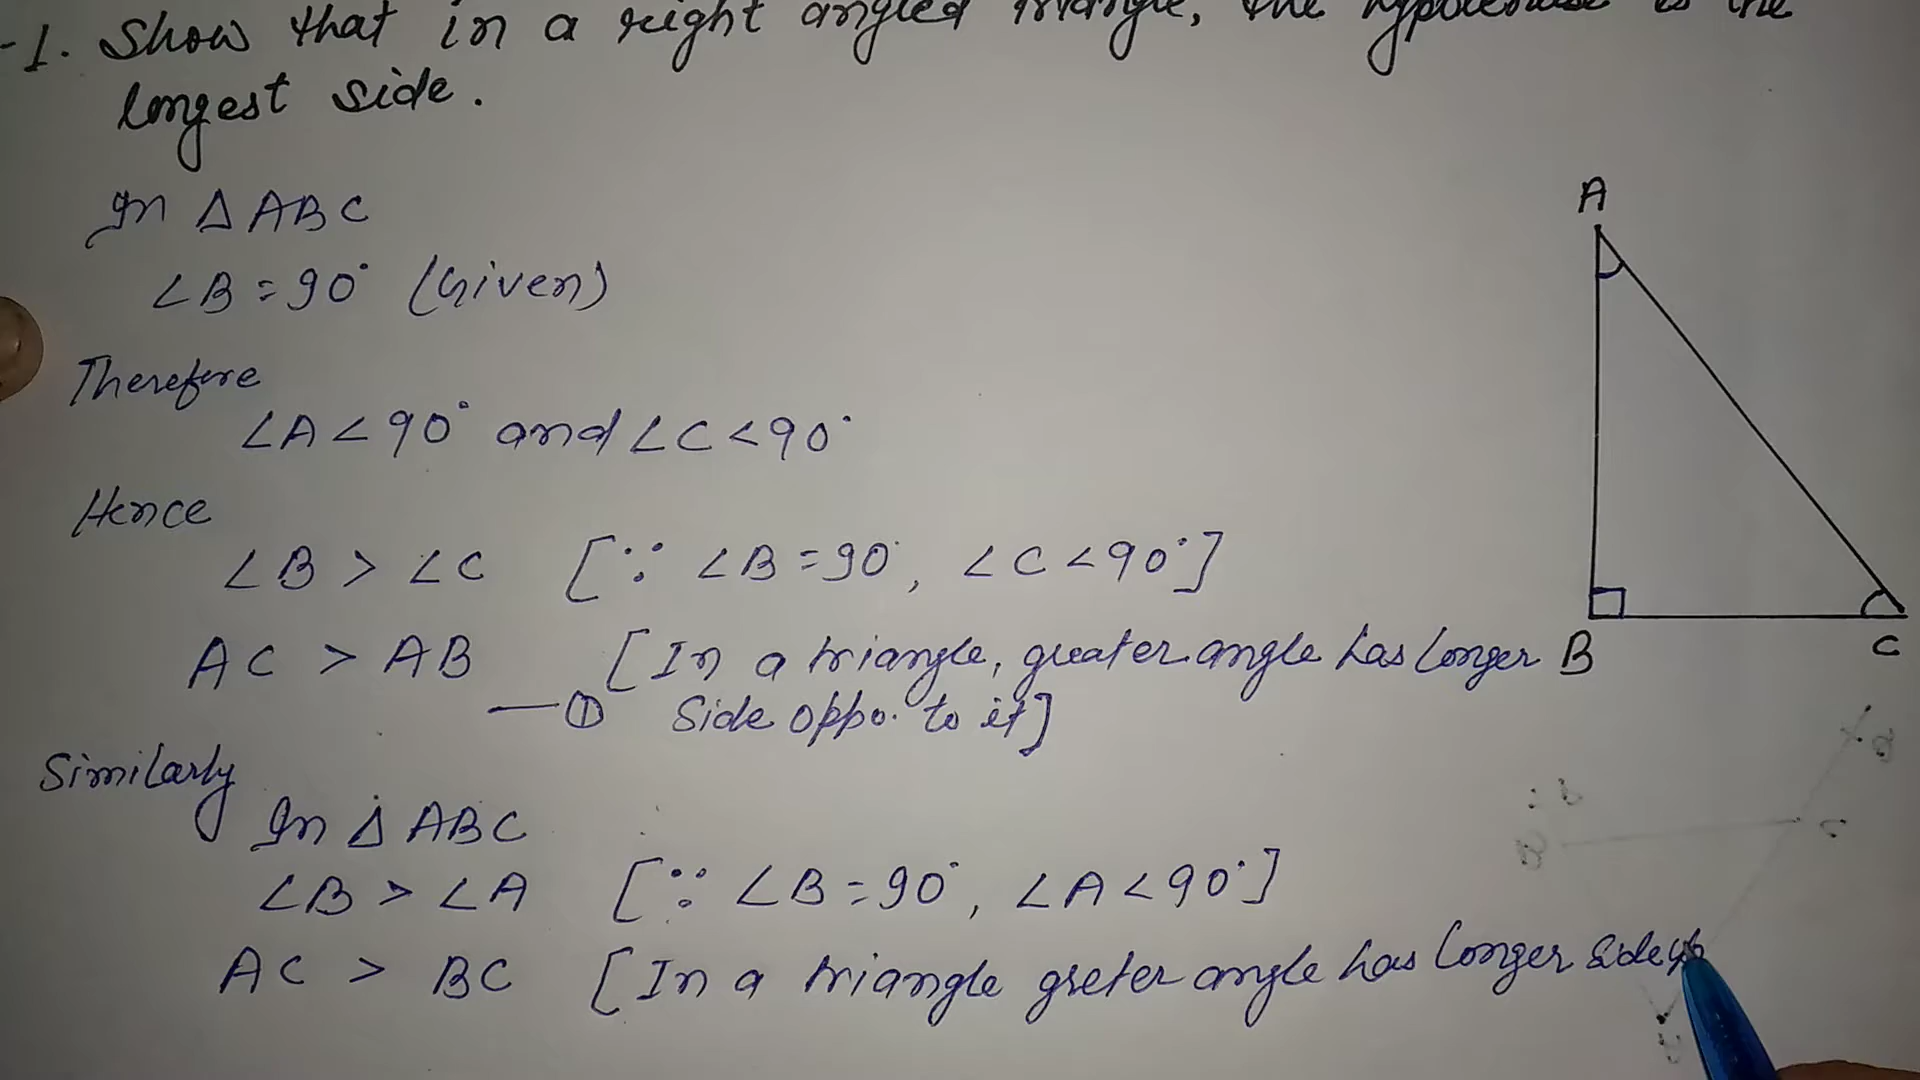 -1. Show that in a right angled triangle, the hypotenuse is the
longest side.
In Δ ABC
∠B = 90° (Given)
Therefore
∠A < 90° and ∠C < 90°
Hence
∠B > ∠C [∵ ∠B = 90°, ∠C < 90°]
AC > AB [In a triangle, greater angle has longer
—① Side oppo. to it]
Similarly
In Δ ABC
∠B > ∠A [∵ ∠B = 90°, ∠A < 90°]
AC > BC [In a triangle greter angle has longer side
A
B
C